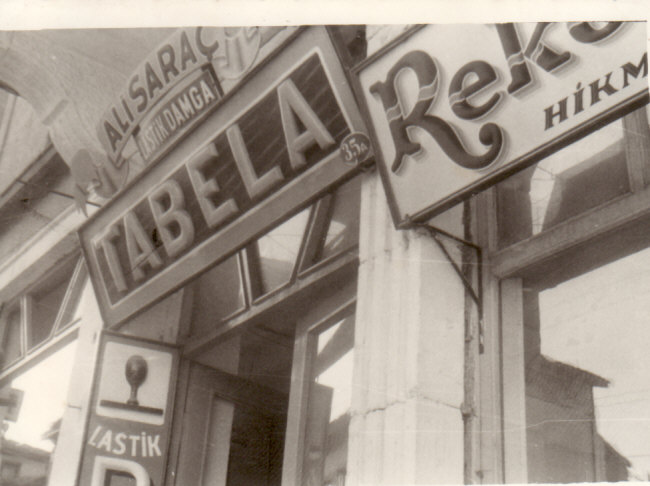 ALİ SARAÇ
LASTİK DAMGA
TABELA
35A
Rek
HİKM
LASTİK